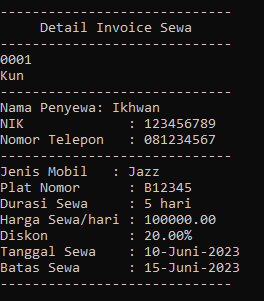 -----------------------------
     Detail Invoice Sewa
-----------------------------
0001
Kun
-----------------------------
Nama Penyewa: Ikhwan
NIK             : 123456789
Nomor Telepon   : 081234567
-----------------------------
Jenis Mobil   : Jazz
Plat Nomor      : B12345
Durasi Sewa     : 5 hari
Harga Sewa/hari : 100000.00
Diskon          : 20.00%
Tanggal Sewa    : 10-Juni-2023
Batas Sewa      : 15-Juni-2023
-----------------------------